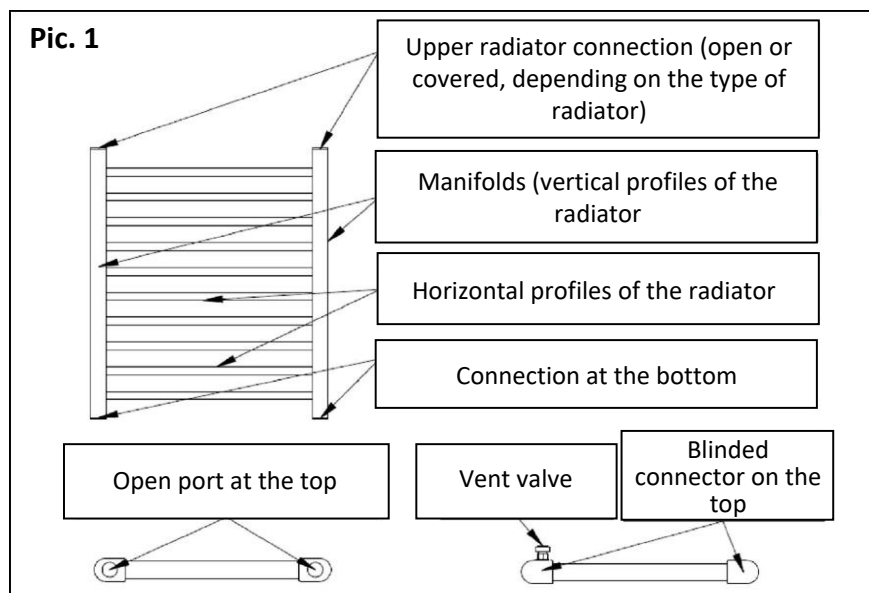 Pic. 1
Upper radiator connection (open or
covered, depending on the type of
radiator)
Manifolds (vertical profiles of the
radiator
Horizontal profiles of the radiator
Connection at the bottom
Open port at the top
Vent valve
Blinded
connector on the
top